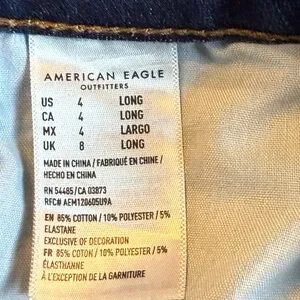 AMERICAN EAGLE
OUTFITTERS
US 4 LONG
CA 4 LONG
MX 4 LARGO
UK 8 LONG
MADE IN CHINA / FABRIQUÉ EN CHINE /
HECHO EN CHINA
RN 54485 / CA 03873
RFC# AEM120605U9A
EN 85% COTTON / 10% POLYESTER / 5%
ELASTANE
EXCLUSIVE OF DECORATION
FR 85% COTON / 10% POLYESTER / 5%
ÉLASTHANNE
À L'EXCEPTION DE LA GARNITURE